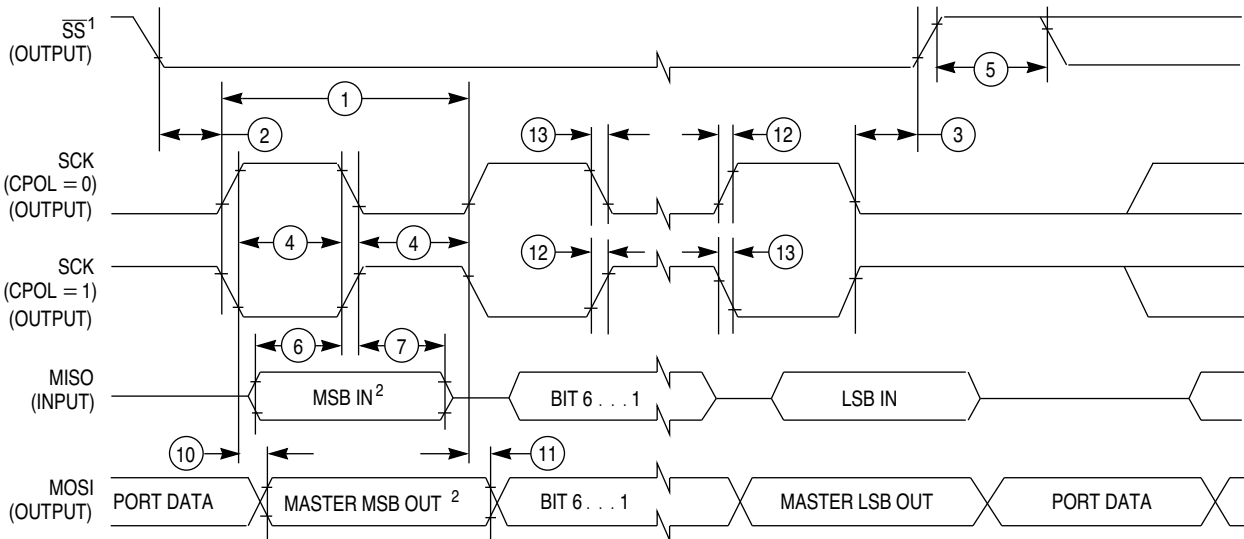 SS1
(OUTPUT)
5
1
2
13
12
3
SCK
(CPOL = 0)
(OUTPUT)
4
4
12
13
SCK
(CPOL = 1)
(OUTPUT)
6
7
MISO
(INPUT)
MSB IN2
BIT 6 . . . 1
LSB IN
10
11
MOSI
(OUTPUT)
PORT DATA
MASTER MSB OUT 2
BIT 6 . . . 1
MASTER LSB OUT
PORT DATA